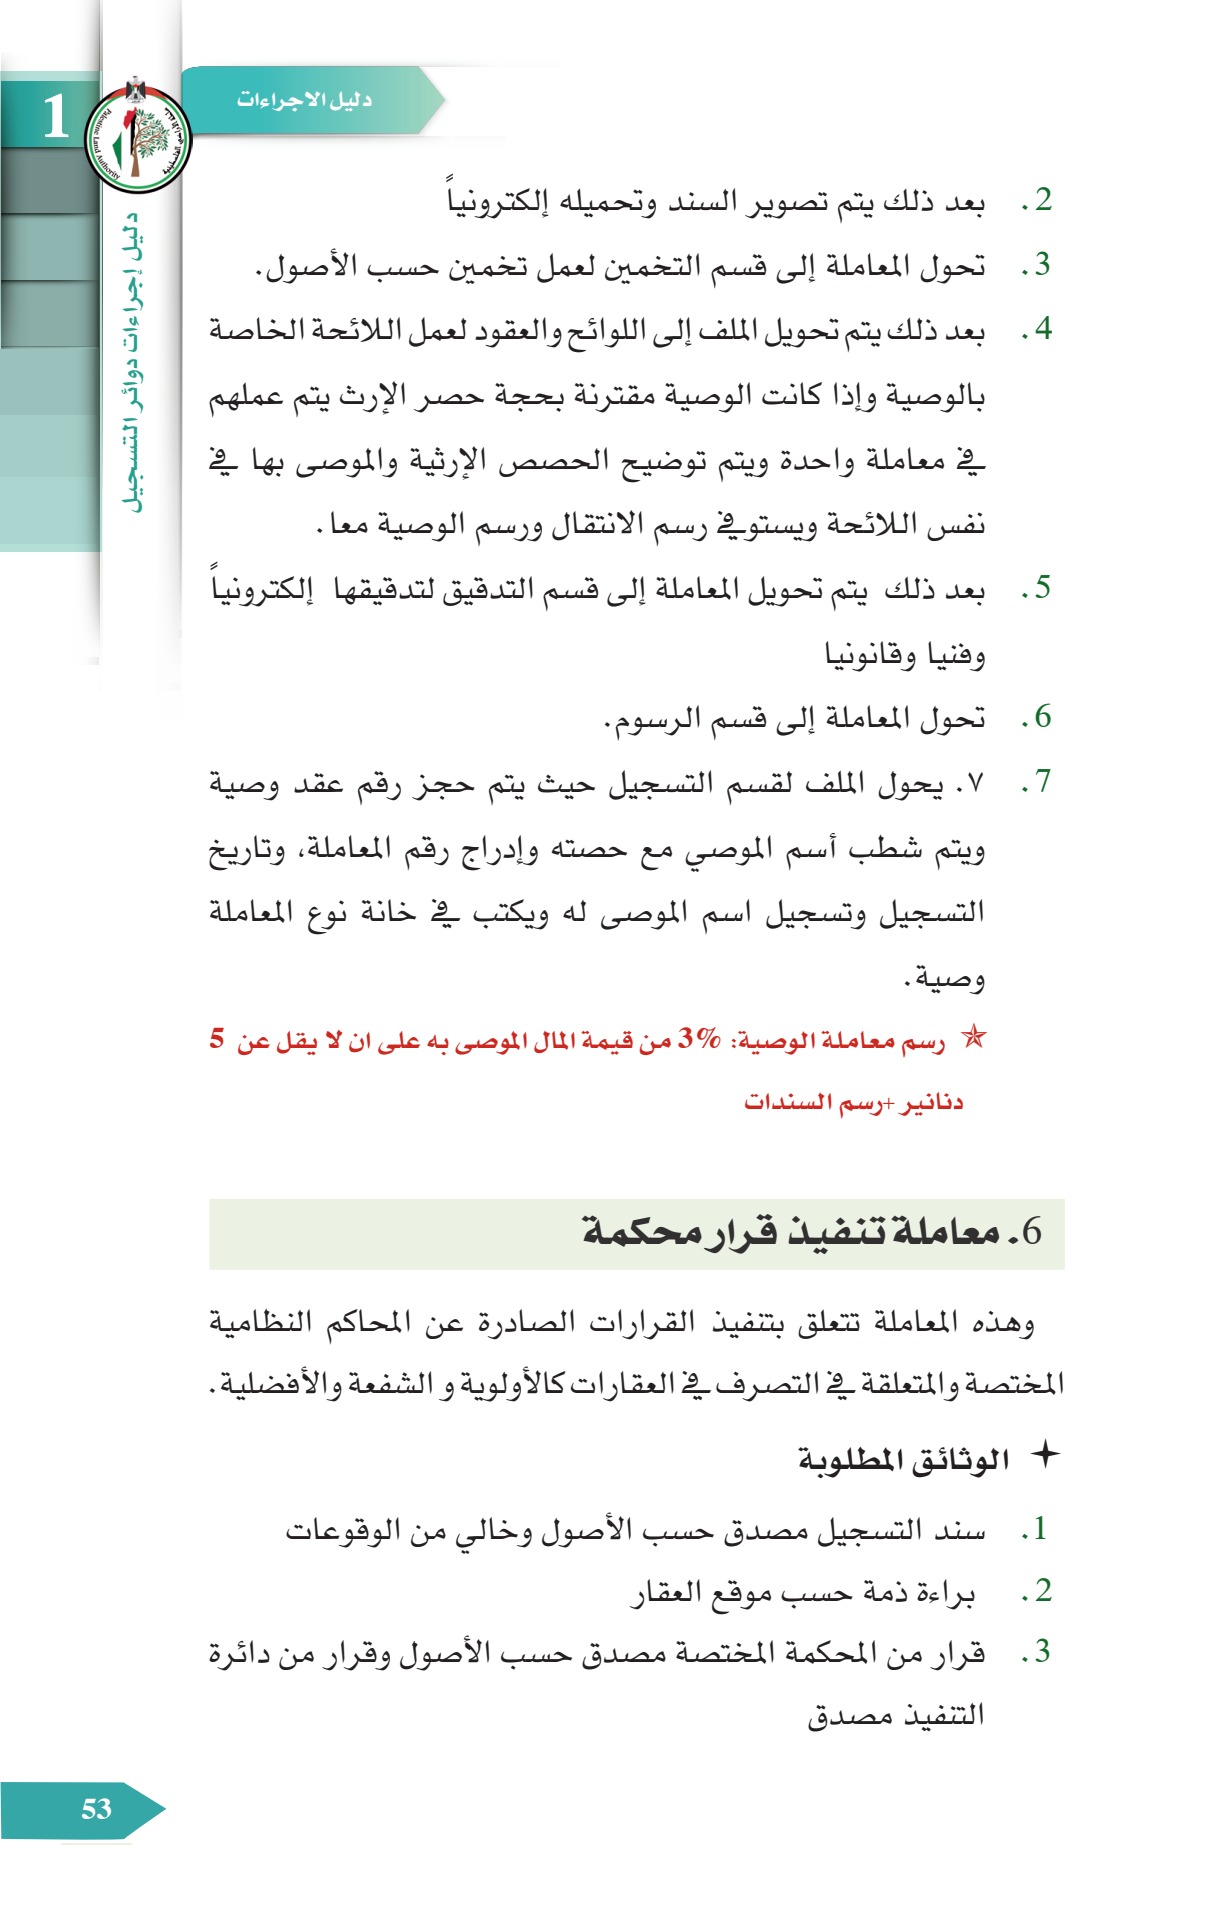 دليل الاجراءات
1
Palestine Land Authority
دليل إجراءات دوائر التسجيل
2. بعد ذلك يتم تصوير السند وتحميله إلكترونياً
3. تحول المعاملة إلى قسم التخمين لعمل تخمين حسب الأصول.
4. بعد ذلك يتم تحويل الملف إلى اللوائح والعقود لعمل اللائحة الخاصة
بالوصية وإذا كانت الوصية مقترنة بحجة حصر الإرث يتم عملهم
في معاملة واحدة ويتم توضيح الحصص الإرثية والموصى بها في
نفس اللائحة ويستوفي رسم الانتقال ورسم الوصية معا.
5. بعد ذلك يتم تحويل المعاملة إلى قسم التدقيق لتدقيقها إلكترونياً
وفنيا وقانونيا
6. تحول المعاملة إلى قسم الرسوم.
7. ٧. يحول الملف لقسم التسجيل حيث يتم حجز رقم عقد وصية
ويتم شطب أسم الموصي مع حصته وإدراج رقم المعاملة، وتاريخ
التسجيل وتسجيل اسم الموصى له ويكتب في خانة نوع المعاملة
وصية.
رسم معاملة الوصية: 3% من قيمة المال الموصى به على ان لا يقل عن 5
دنانير +رسم السندات
6. معاملة تنفيذ قرار محكمة
وهذه المعاملة تتعلق بتنفيذ القرارات الصادرة عن المحاكم النظامية
المختصة والمتعلقة في التصرف في العقارات كالأولوية و الشفعة والأفضلية.
الوثائق المطلوبة
1. سند التسجيل مصدق حسب الأصول وخالي من الوقوعات
2. براءة ذمة حسب موقع العقار
3. قرار من المحكمة المختصة مصدق حسب الأصول وقرار من دائرة
التنفيذ مصدق
53